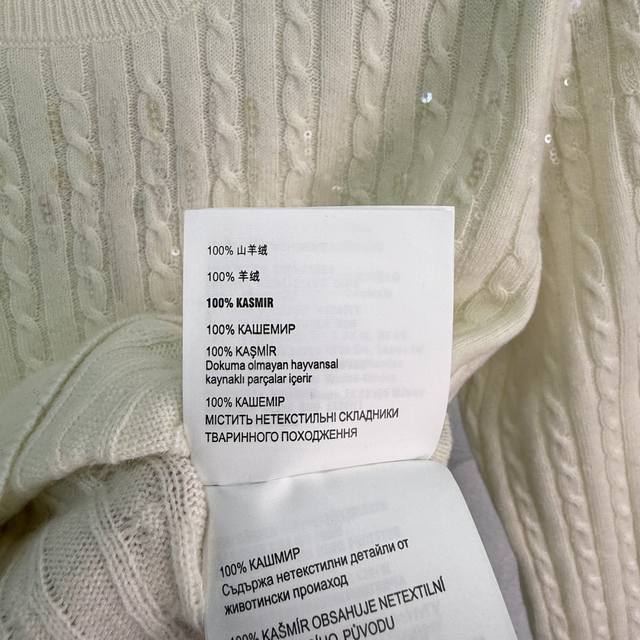 100% 山羊绒
100% 羊绒
100% KASMIR
100% КАШЕМИР
100% KAŞMİR
Dokuma olmayan hayvansal
kaynaklı parçalar içerir
100% КАШЕМІР
МІСТИТЬ НЕТЕКСТИЛЬНІ СКЛАДНИКИ
ТВАРИННОГО ПОХОДЖЕННЯ
100% КАШМИР
Съдържа нетекстилни детайли от
животински произход
100% KAŠMÍR OBSAHUJE NETEXTILNÍ
PŮVODU